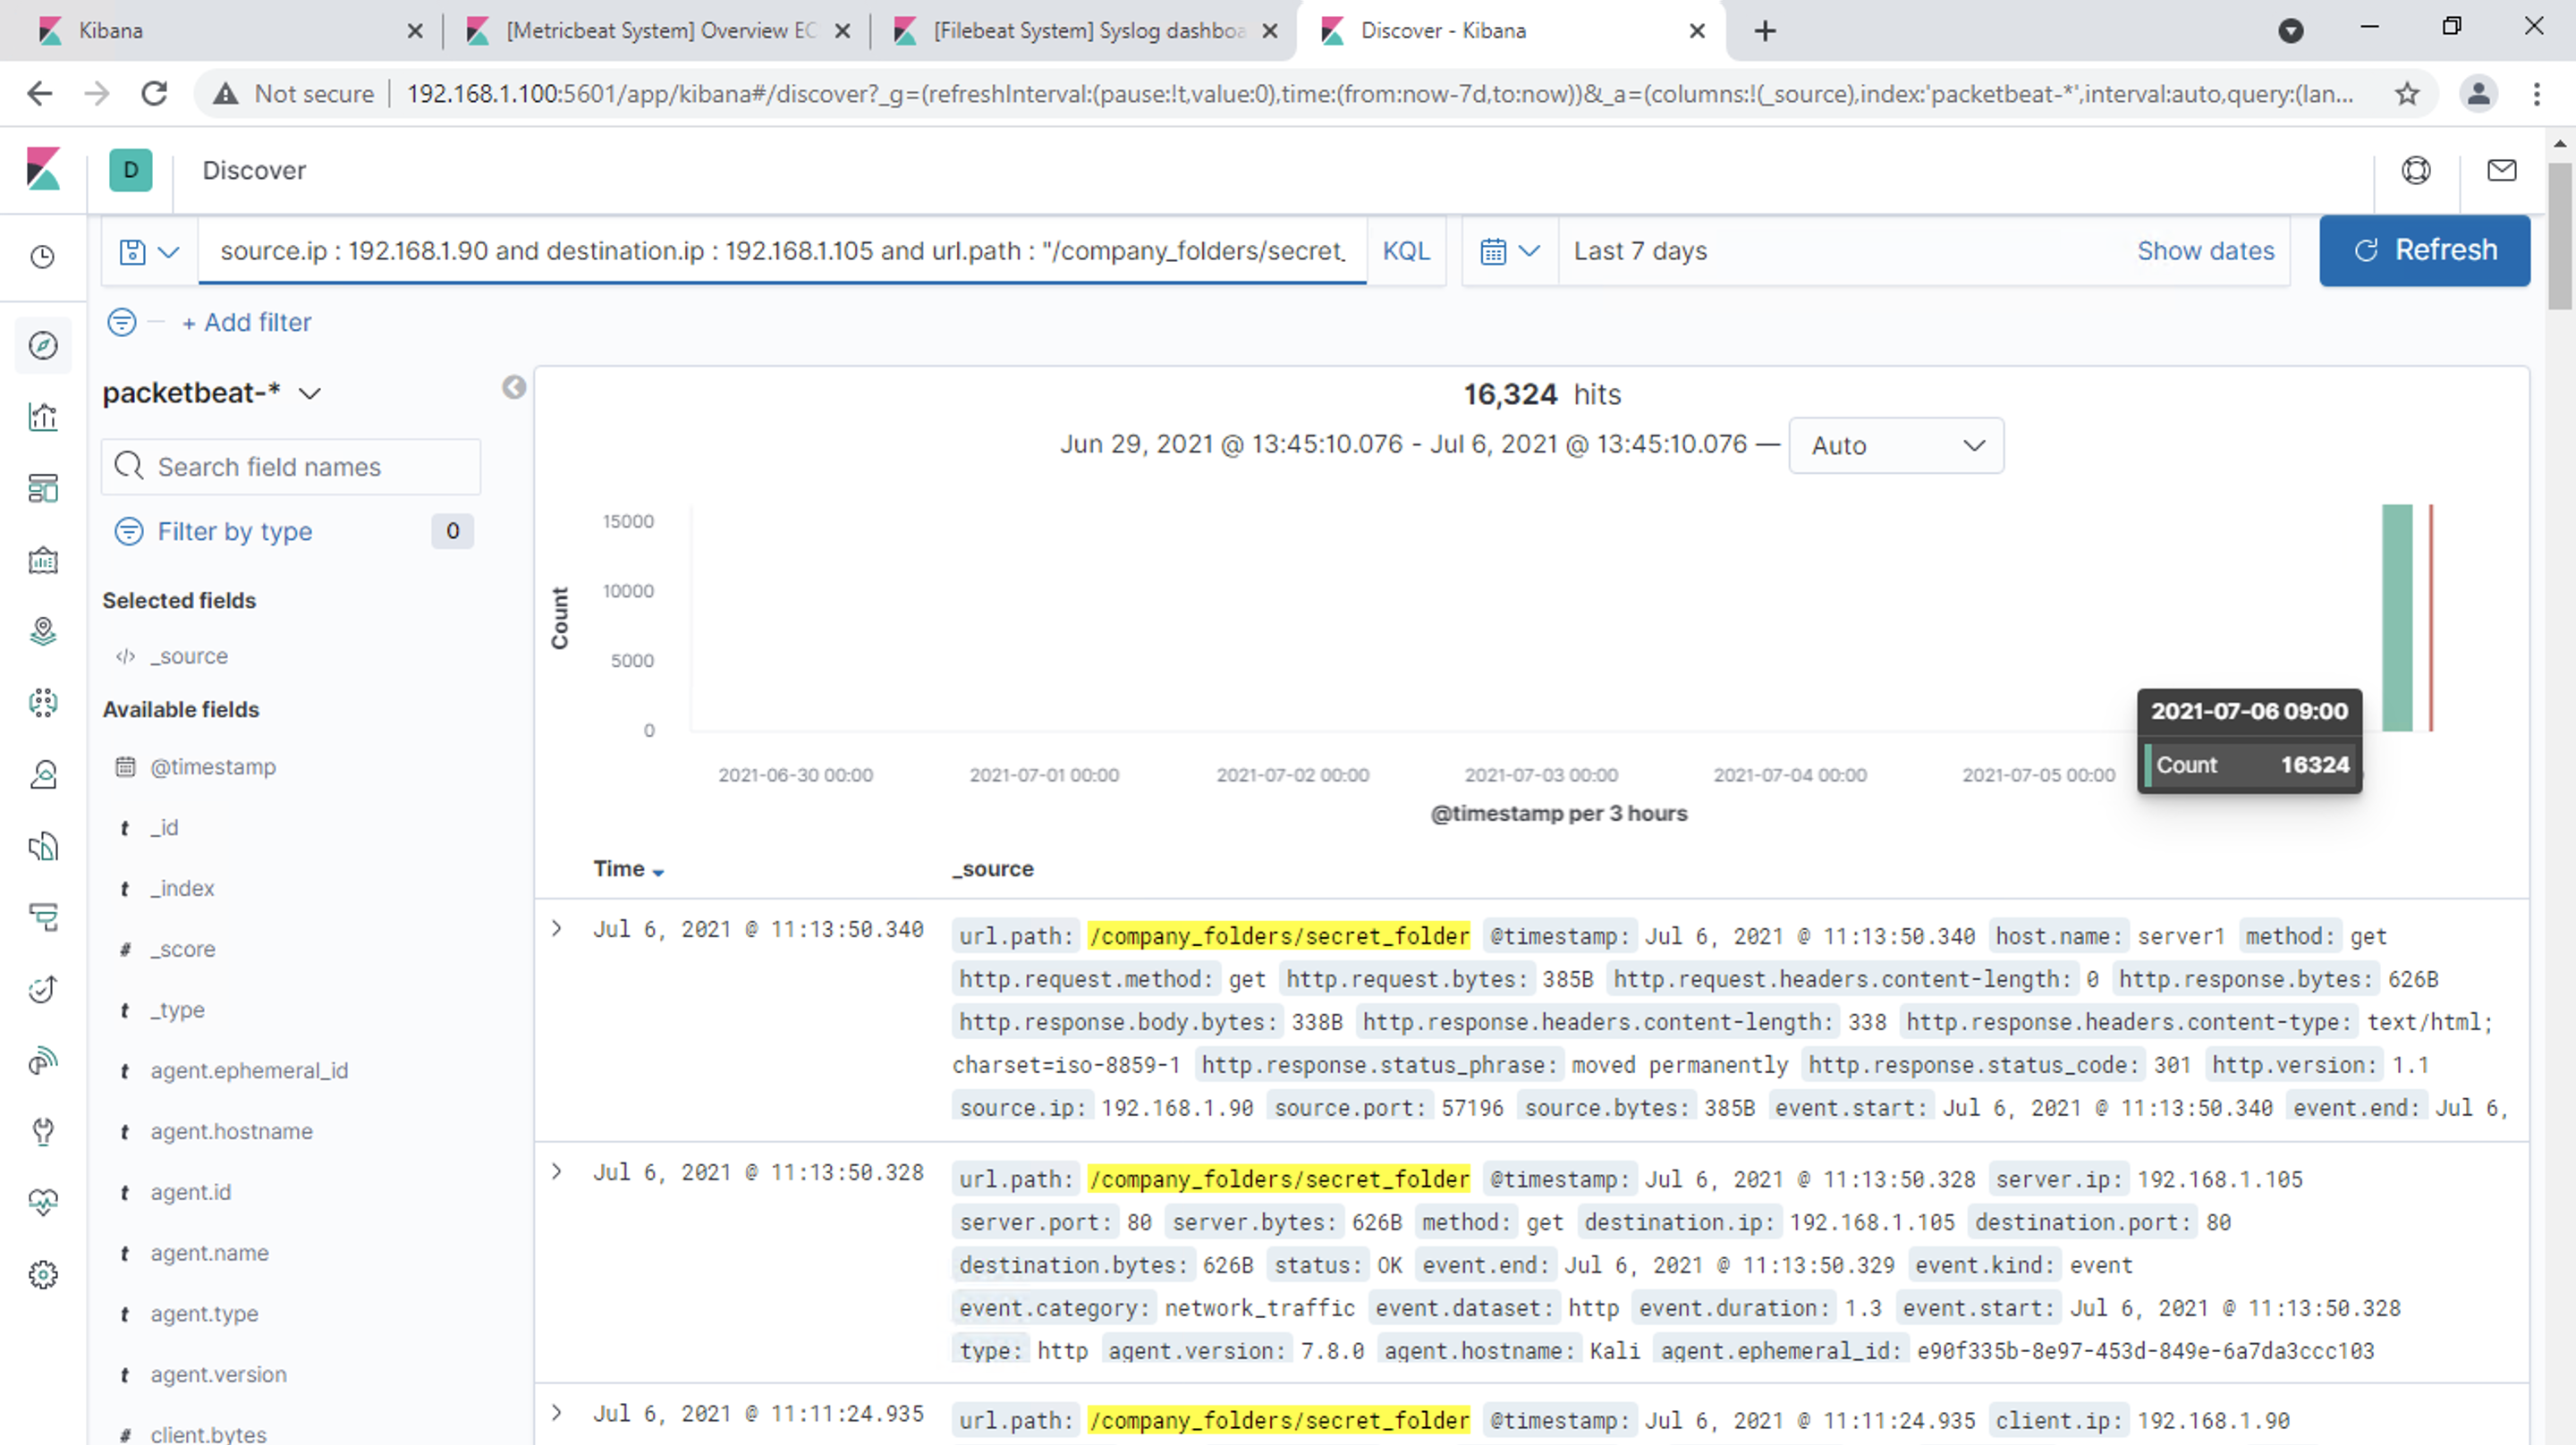 Kibana
[Metricbeat System] Overview EC
[Filebeat System] Syslog dashboa
Discover - Kibana
Not secure
192.168.1.100:5601/app/kibana#/discover?_g=(refreshInterval:(pause:!t,value:0),time:(from:now-7d,to:now))&_a=(columns:!(_source),index:'packetbeat-*',interval:auto,query:(lan...
D
Discover
source.ip : 192.168.1.90 and destination.ip : 192.168.1.105 and url.path : "/company_folders/secret_
KQL
Last 7 days
Show dates
Refresh
+ Add filter
packetbeat-*
Search field names
Filter by type 0
Selected fields
_source
Available fields
@timestamp
t _id
t _index
# _score
t _type
t agent.ephemeral_id
t agent.hostname
t agent.id
t agent.name
t agent.type
t agent.version
# client.bytes
16,324 hits
Jun 29, 2021 @ 13:45:10.076 - Jul 6, 2021 @ 13:45:10.076 —
Auto
15000
10000
5000
0
Count
2021-07-06 09:00
Count 16324
2021-06-30 00:00
2021-07-01 00:00
2021-07-02 00:00
2021-07-03 00:00
2021-07-04 00:00
2021-07-05 00:00
@timestamp per 3 hours
Time
_source
Jul 6, 2021 @ 11:13:50.340
url.path: /company_folders/secret_folder @timestamp: Jul 6, 2021 @ 11:13:50.340 host.name: server1 method: get
http.request.method: get http.request.bytes: 385B http.request.headers.content-length: 0 http.response.bytes: 626B
http.response.body.bytes: 338B http.response.headers.content-length: 338 http.response.headers.content-type: text/html;
charset=iso-8859-1 http.response.status_phrase: moved permanently http.response.status_code: 301 http.version: 1.1
source.ip: 192.168.1.90 source.port: 57196 source.bytes: 385B event.start: Jul 6, 2021 @ 11:13:50.340 event.end: Jul 6,
Jul 6, 2021 @ 11:13:50.328
url.path: /company_folders/secret_folder @timestamp: Jul 6, 2021 @ 11:13:50.328 server.ip: 192.168.1.105
server.port: 80 server.bytes: 626B method: get destination.ip: 192.168.1.105 destination.port: 80
destination.bytes: 626B status: OK event.end: Jul 6, 2021 @ 11:13:50.329 event.kind: event
event.category: network_traffic event.dataset: http event.duration: 1.3 event.start: Jul 6, 2021 @ 11:13:50.328
type: http agent.version: 7.8.0 agent.hostname: Kali agent.ephemeral_id: e90f335b-8e97-453d-849e-6a7da3ccc103
Jul 6, 2021 @ 11:11:24.935
url.path: /company_folders/secret_folder @timestamp: Jul 6, 2021 @ 11:11:24.935 client.ip: 192.168.1.90